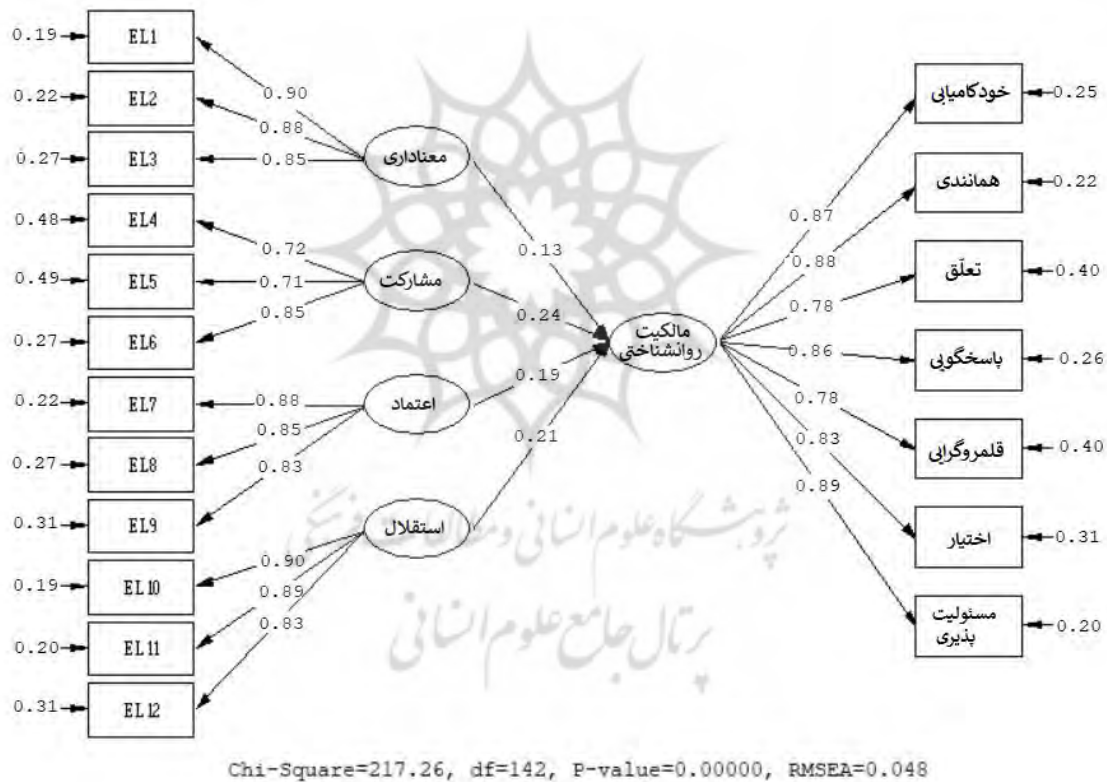 0.19
EL1
0.22
EL2
0.27
EL3
0.48
EL4
0.49
EL5
0.27
EL6
0.22
EL7
0.27
EL8
0.31
EL9
0.19
EL10
0.20
EL11
0.31
EL12
0.90
0.88
0.85
0.72
0.71
0.85
0.88
0.85
0.83
0.90
0.89
0.83
معناداری
مشارکت
اعتماد
استقلال
0.13
0.24
0.19
0.21
مالکیت
روانشناختی
0.87
0.88
0.78
0.86
0.78
0.83
0.89
خودکامیابی
0.25
همانندی
0.22
تعلّق
0.40
پاسخگویی
0.26
قلمروگرایی
0.40
اختیار
0.31
مسئولیت
پذیری
0.20
پژوهشگاه علوم انسانی و مطالعات فرهنگی
پرتال جامع علوم انسانی
Chi-Square=217.26, df=142, P-value=0.00000, RMSEA=0.048